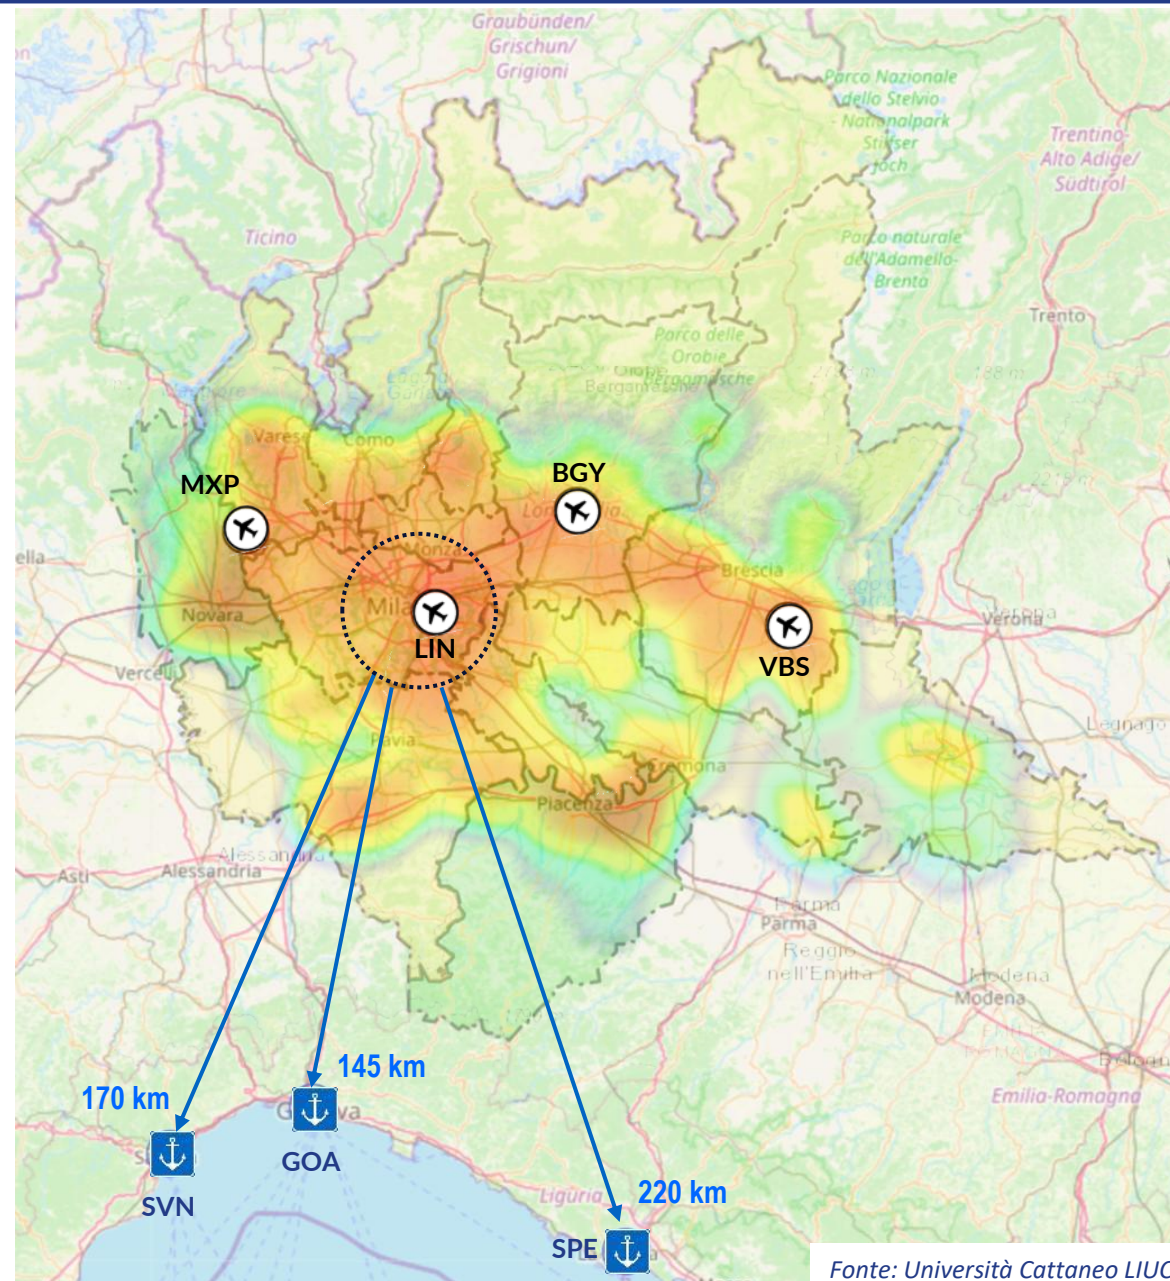 Graubünden/
Grischun/
Grigioni
Parco Nazionale
dello Stelvio
- Nationalpark
Stilfser
Joch
Trentino-
Alto Adige/
Südtirol
Ticino
Parco naturale
dell'Adamello-
Brenta
Trento
Parco delle
Orobie
Bergamasche
Varese
Como
MXP
BGY
Monza
Brescia
Novara
LIN
VBS
Verona
Vercelli
Legnago
Pavia
Cremona
Piacenza
Alessandria
Alessandria
Asti
Parma
Parma
Reggio
nell'Emilia
Modena
Modena
145 km
170 km
Emilia-Romagna
GOA
SVN
Liguria
220 km
SPE
Fonte: Università Cattaneo LIUC